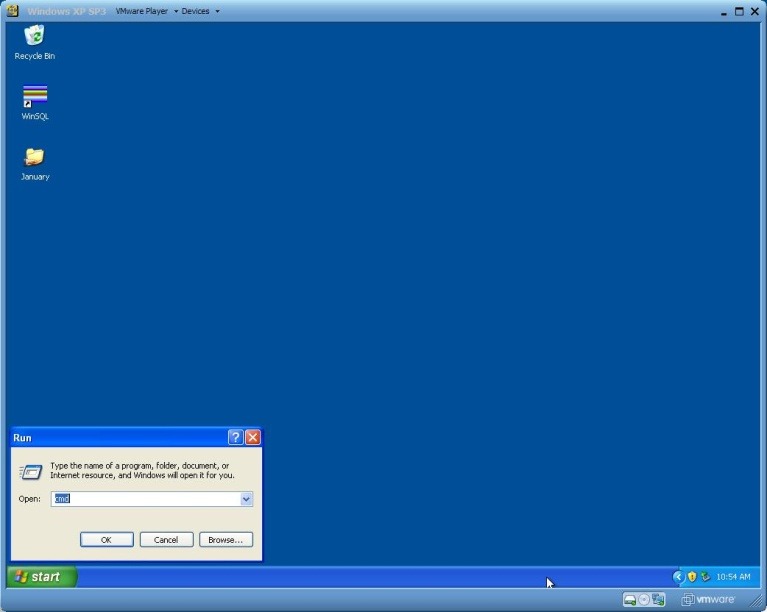 Windows XP SP3 VMware Player Devices
Recycle Bin
WinSQL
January
Run
?
Type the name of a program, folder, document, or
Internet resource, and Windows will open it for you.
Open: cmd
OK Cancel Browse...
start 10:54 AM
vmware